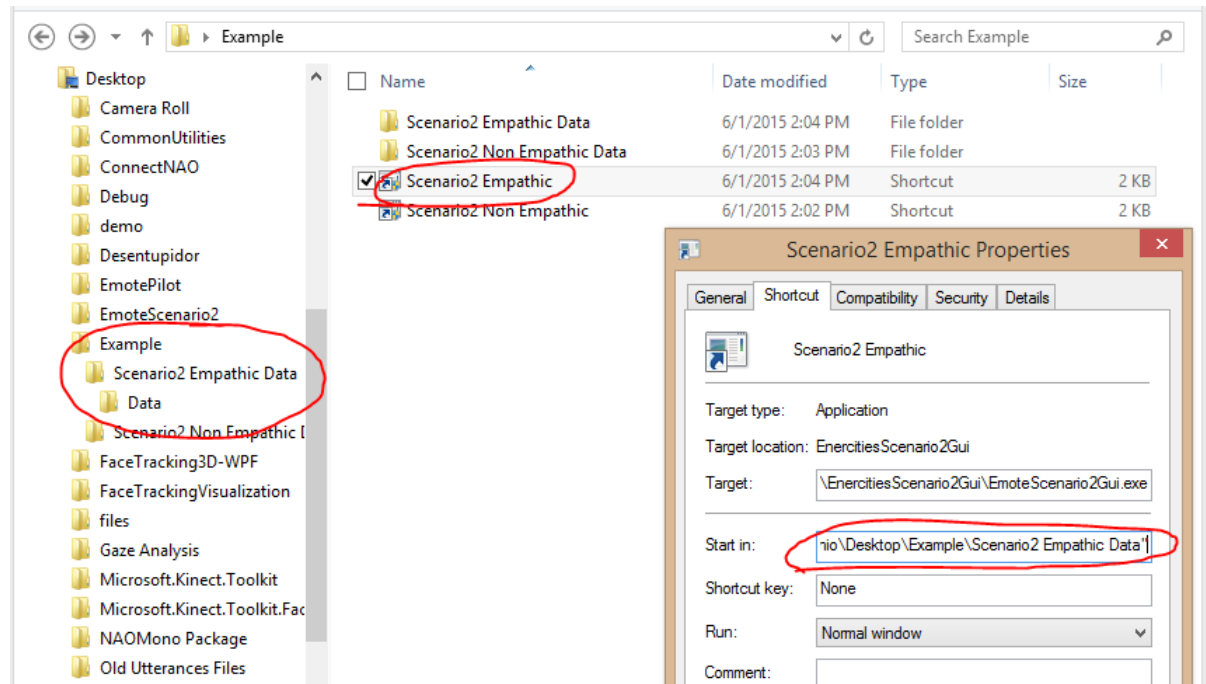 Example
Search Example
Desktop
Camera Roll
CommonUtilities
ConnectNAO
Debug
demo
Desentupidor
EmotePilot
EmoteScenario2
Example
Scenario2 Empathic Data
Data
Scenario2 Non Empathic [
FaceTracking3D-WPF
FaceTrackingVisualization
files
Gaze Analysis
Microsoft.Kinect.Toolkit
Microsoft.Kinect.Toolkit.Fac
NAOMono Package
Old Utterances Files
Name Date modified Type Size
Scenario2 Empathic Data 6/1/2015 2:04 PM File folder
Scenario2 Non Empathic Data 6/1/2015 2:03 PM File folder
Scenario2 Empathic 6/1/2015 2:04 PM Shortcut 2 KB
Scenario2 Non Empathic 6/1/2015 2:02 PM Shortcut 2 KB
Scenario2 Empathic Properties
General Shortcut Compatibility Security Details
Scenario2 Empathic
Target type: Application
Target location: EnercitiesScenario2Gui
Target: \EnercitiesScenario2Gui\EmoteScenario2Gui.exe
Start in: nio\Desktop\Example\Scenario2 Empathic Data"
Shortcut key: None
Run: Normal window
Comment: